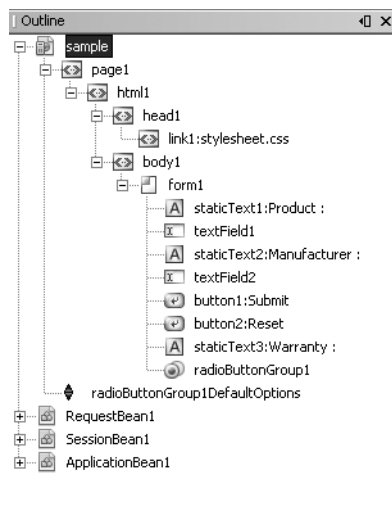 Outline
sample
page1
html1
head1
link1:stylesheet.css
body1
form1
A staticText1:Product :
textField1
A staticText2:Manufacturer :
textField2
button1:Submit
button2:Reset
A staticText3:Warranty :
radioButtonGroup1
radioButtonGroup1DefaultOptions
RequestBean1
SessionBean1
ApplicationBean1